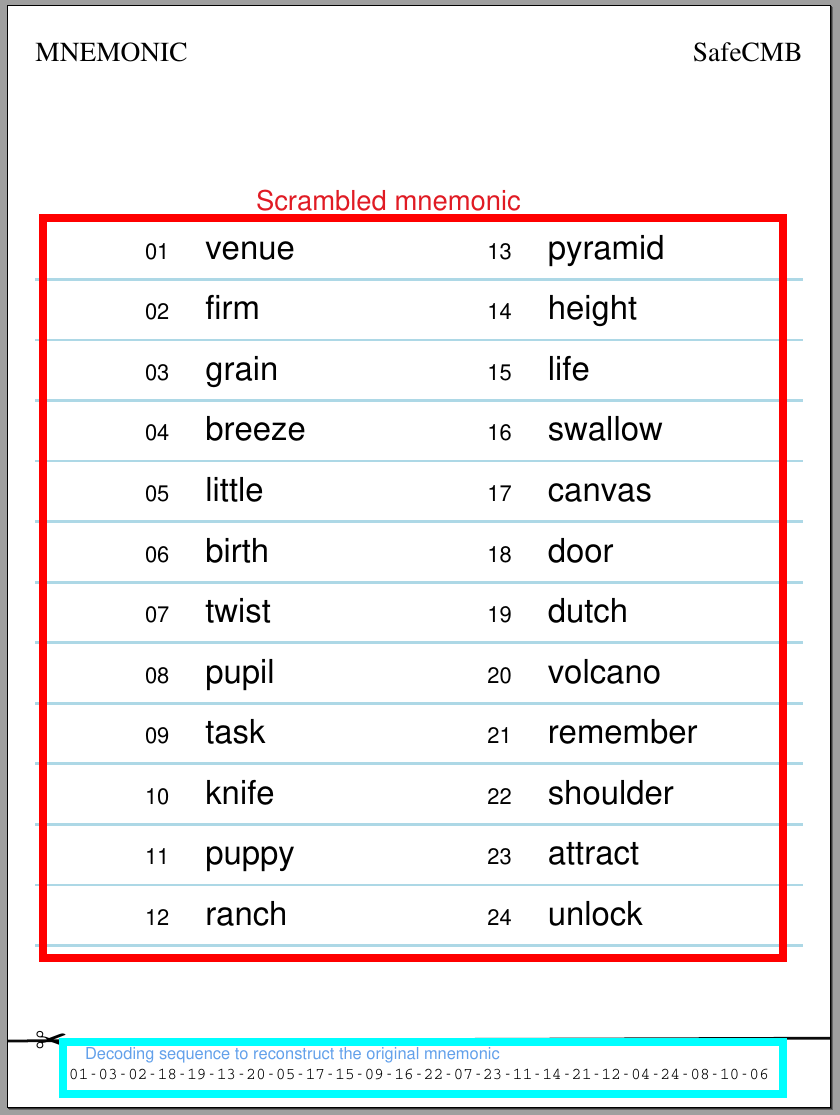 MNEMONIC SafeCMB
Scrambled mnemonic
01 venue 13 pyramid
02 firm 14 height
03 grain 15 life
04 breeze 16 swallow
05 little 17 canvas
06 birth 18 door
07 twist 19 dutch
08 pupil 20 volcano
09 task 21 remember
10 knife 22 shoulder
11 puppy 23 attract
12 ranch 24 unlock
Decoding sequence to reconstruct the original mnemonic
01-03-02-18-19-13-20-05-17-15-09-16-22-07-23-11-14-21-12-04-24-08-10-06